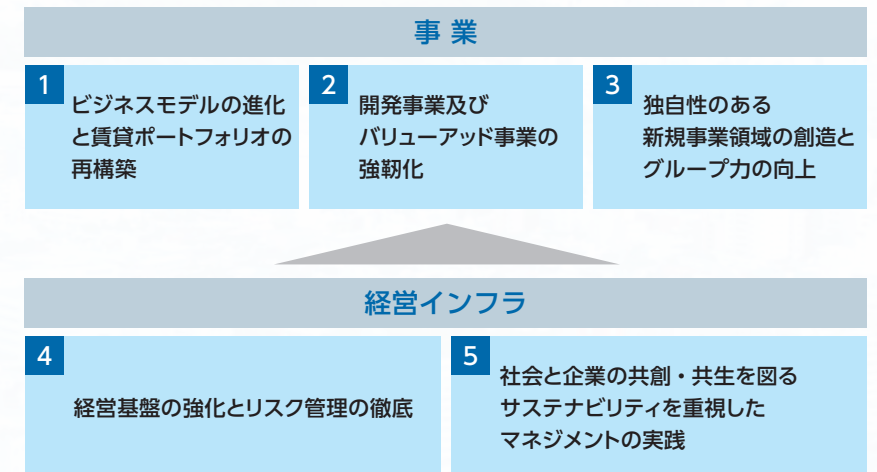 事 業
1
ビジネスモデルの進化
と賃貸ポートフォリオの
再構築
2
開発事業及び
バリューアッド事業の
強靭化
3
独自性のある
新規事業領域の創造と
グループ力の向上
経営インフラ
4
経営基盤の強化とリスク管理の徹底
5
社会と企業の共創・共生を図る
サステナビリティを重視した
マネジメントの実践